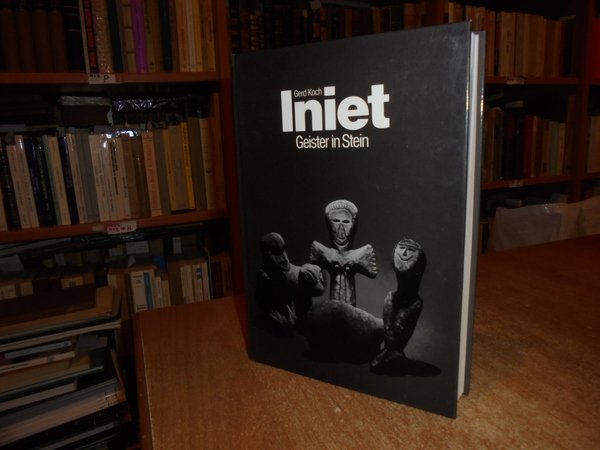 Gerd Koch
Iniet
Geister in Stein